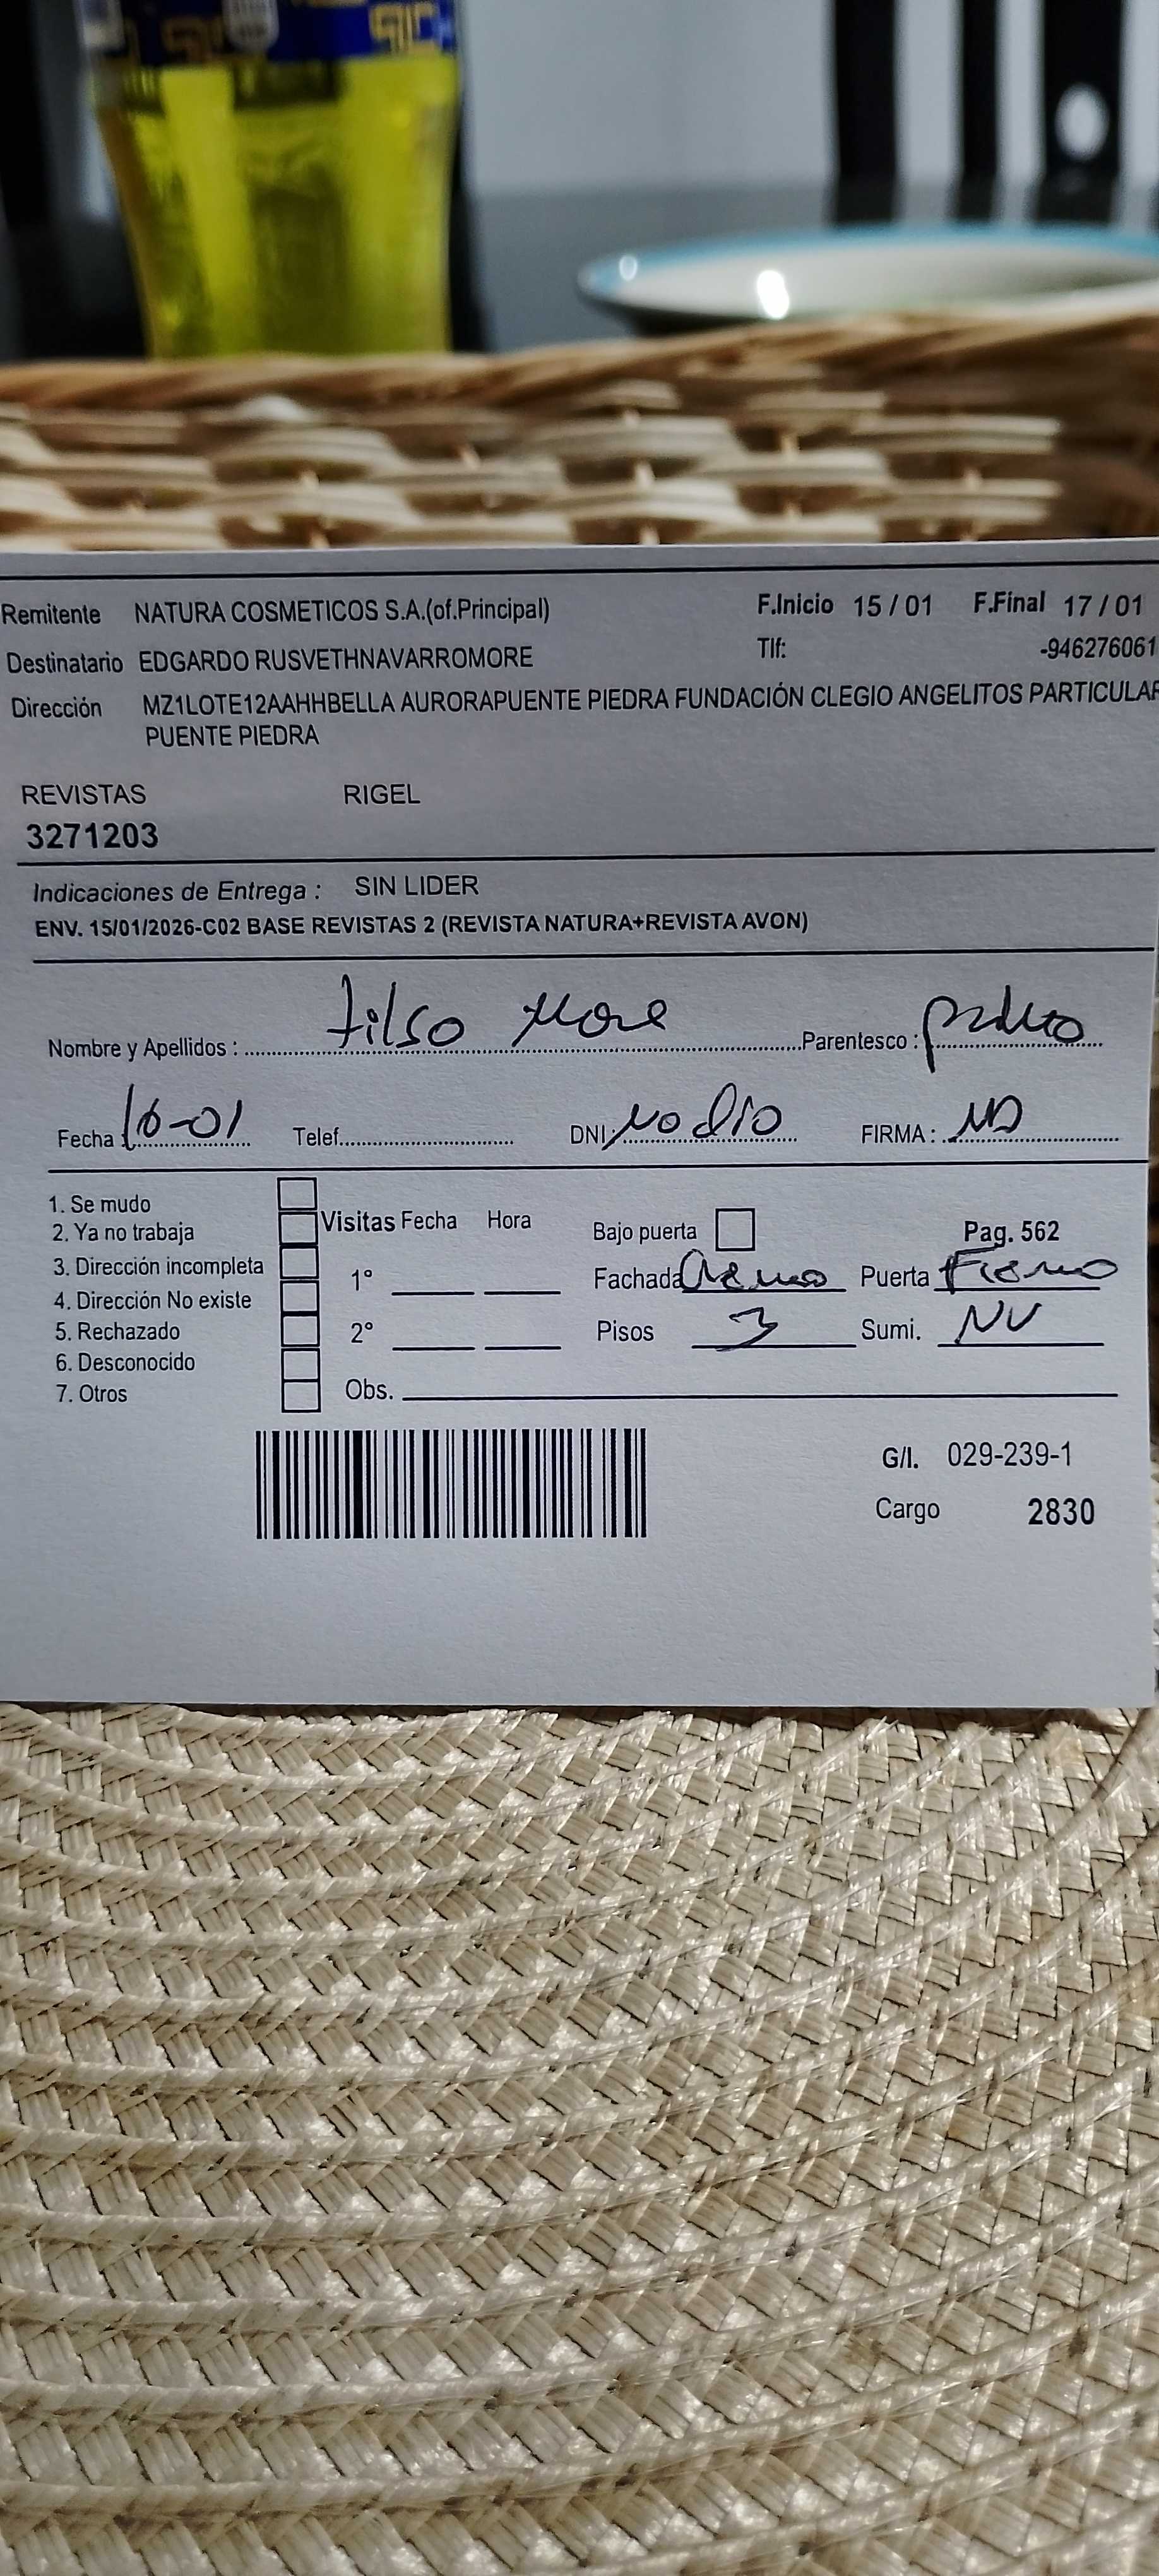 Remitente NATURA COSMETICOS S.A.(of.Principal) F.Inicio 15 / 01 F.Final 17 / 01
Destinatario EDGARDO RUSVETHNAVARROMORE Tlf: -946276061
Dirección MZ1LOTE12AAHHBELLA AURORAPUENTE PIEDRA FUNDACIÓN CLEGIO ANGELITOS PARTICULAR
PUENTE PIEDRA
REVISTAS RIGEL
3271203
Indicaciones de Entrega : SIN LIDER
ENV. 15/01/2026-C02 BASE REVISTAS 2 (REVISTA NATURA+REVISTA AVON)
Nombre y Apellidos : More Parentesco :
Fecha : 16-01 Telef. DNI: No dio FIRMA :
1. Se mudo
2. Ya no trabaja Visitas Fecha Hora Bajo puerta Pag. 562
3. Dirección incompleta 1° Fachada Puerta Fierro
4. Dirección No existe
5. Rechazado 2° Pisos 3 Sumi. NV
6. Desconocido
7. Otros Obs.
G/I. 029-239-1
Cargo 2830